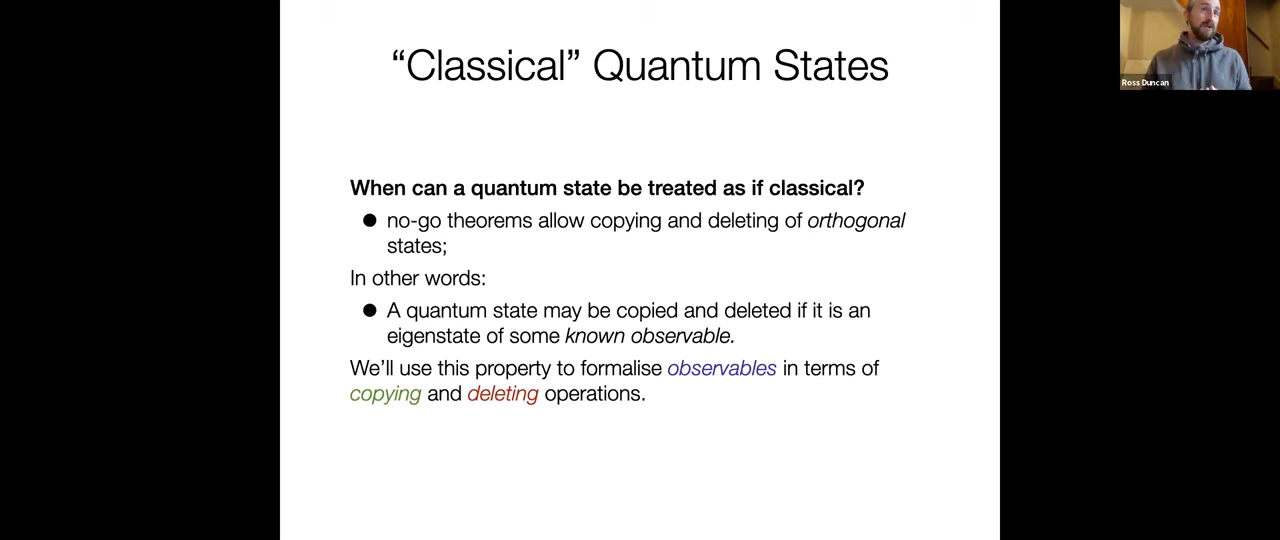 “Classical” Quantum States
Ross Duncan
When can a quantum state be treated as if classical?
● no-go theorems allow copying and deleting of orthogonal
states;
In other words:
● A quantum state may be copied and deleted if it is an
eigenstate of some known observable.
We’ll use this property to formalise observables in terms of
copying and deleting operations.